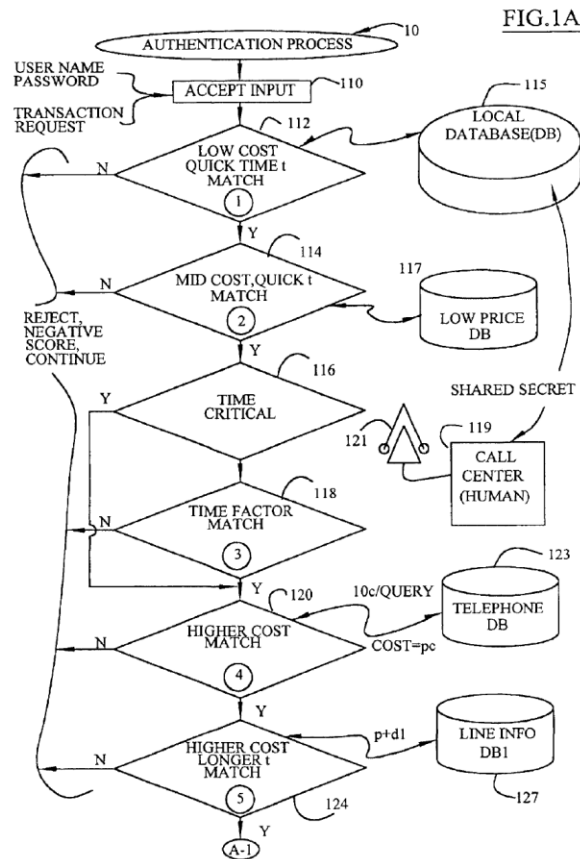 FIG.1A
AUTHENTICATION PROCESS
10
USER NAME
PASSWORD
ACCEPT INPUT
110
TRANSACTION
REQUEST
112
115
LOCAL
DATABASE(DB)
LOW COST
QUICK TIME t
MATCH
1
N
Y
114
MID COST,QUICK t
MATCH
2
N
117
LOW PRICE
DB
REJECT,
NEGATIVE
SCORE,
CONTINUE
Y
116
Y
TIME
CRITICAL
SHARED SECRET
121
119
CALL
CENTER
(HUMAN)
118
N
TIME FACTOR
MATCH
3
Y
120
10c/QUERY
123
TELEPHONE
DB
COST=pc
HIGHER COST
MATCH
4
N
Y
p+d1
LINE INFO
DB1
127
HIGHER COST
LONGER t
MATCH
5
N
124
Y
A-1